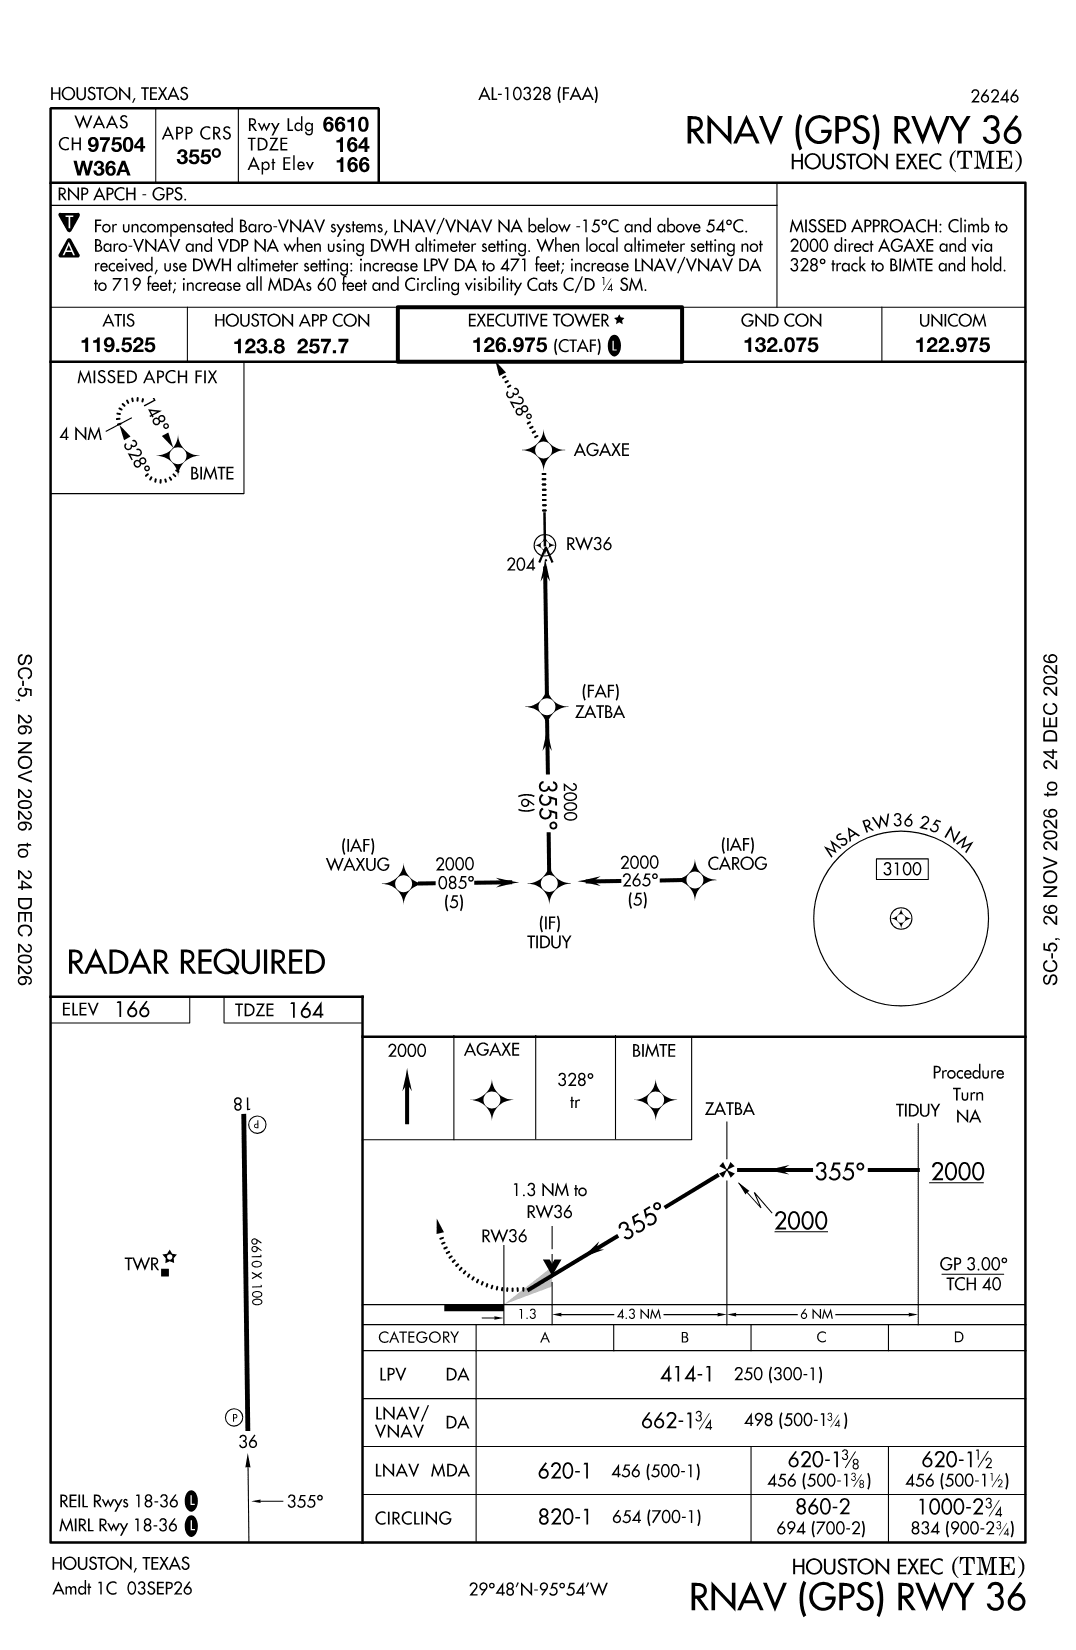 HOUSTON, TEXAS
AL-10328 (FAA)
26246
RNAV (GPS) RWY 36
HOUSTON EXEC (TME)
WAAS
CH 97504
W36A
APP CRS
355°
Rwy Ldg 6610
TDZE 164
Apt Elev 166
RNP APCH - GPS.
T
A
For uncompensated Baro-VNAV systems, LNAV/VNAV NA below -15°C and above 54°C.
Baro-VNAV and VDP NA when using DWH altimeter setting. When local altimeter setting not
received, use DWH altimeter setting: increase LPV DA to 471 feet; increase LNAV/VNAV DA
to 719 feet; increase all MDAs 60 feet and Circling visibility Cats C/D ¼ SM.
MISSED APPROACH: Climb to
2000 direct AGAXE and via
328° track to BIMTE and hold.
ATIS
119.525
HOUSTON APP CON
123.8 257.7
EXECUTIVE TOWER ★
126.975 (CTAF) L
GND CON
132.075
UNICOM
122.975
MISSED APCH FIX
4 NM
148°
328°
BIMTE
328°
AGAXE
RW36
204
(FAF)
ZATBA
2000
355°
(6)
(IAF)
WAXUG
2000
085°
(5)
(IF)
TIDUY
2000
265°
(5)
(IAF)
CAROG
MSA RW36 25 NM
3100
RADAR REQUIRED
SC-5, 26 NOV 2026 to 24 DEC 2026
SC-5, 26 NOV 2026 to 24 DEC 2026
ELEV 166
TDZE 164
18
P
6610 X 100
TWR
P
36
355°
REIL Rwys 18-36 L
MIRL Rwy 18-36 L
2000
AGAXE
328°
tr
BIMTE
Procedure
Turn
NA
ZATBA
TIDUY
355°
2000
2000
1.3 NM to
RW36
RW36
355°
GP 3.00°
TCH 40
1.3
4.3 NM
6 NM
CATEGORY A B C D
LPV DA 414-1 250 (300-1)
LNAV/
VNAV DA 662-1¾ 498 (500-1¾)
LNAV MDA 620-1 456 (500-1)
620-1⅜
456 (500-1⅜)
620-1½
456 (500-1½)
CIRCLING 820-1 654 (700-1)
860-2
694 (700-2)
1000-2¾
834 (900-2¾)
HOUSTON, TEXAS
Amdt 1C 03SEP26
29°48'N-95°54'W
HOUSTON EXEC (TME)
RNAV (GPS) RWY 36